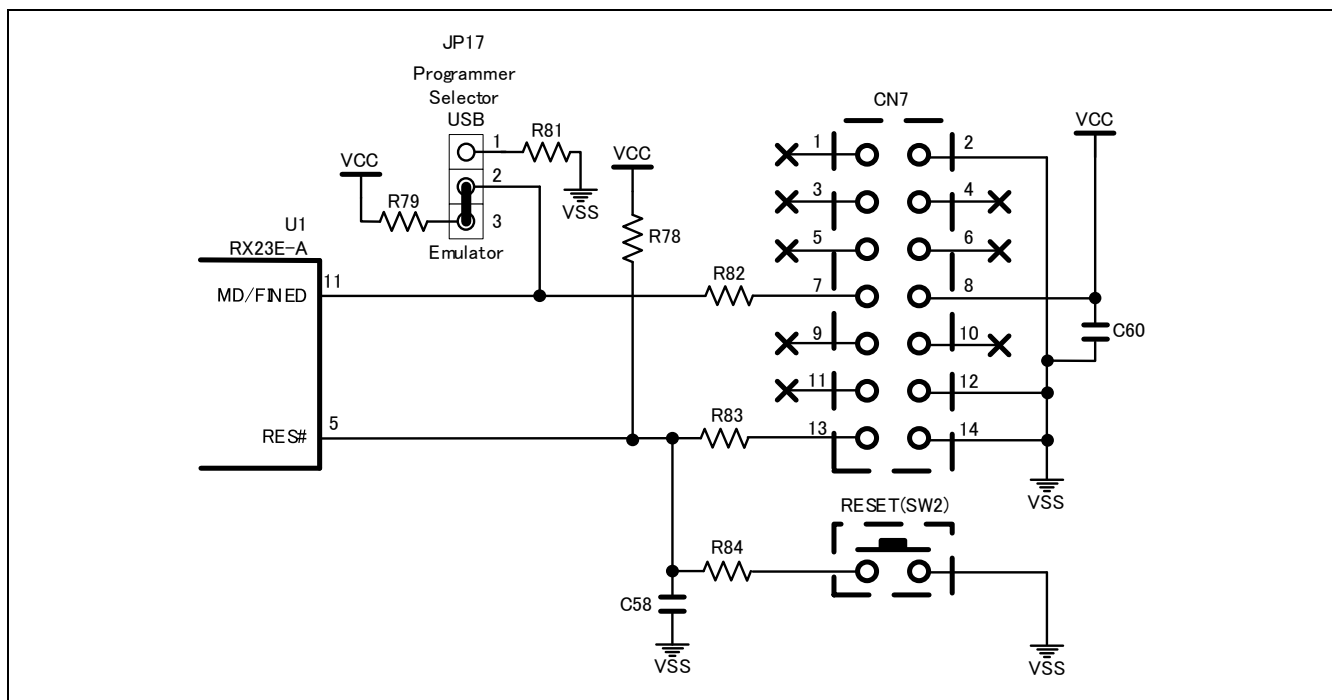 JP17
Programmer
Selector
USB
1
R81
VCC
2
VSS
R79
3
Emulator
U1
RX23E-A
MD/FINED
11
RES#
5
VCC
R78
R82
R83
R84
C58
VSS
CN7
VCC
1
2
3
4
5
6
7
8
9
10
C60
11
12
13
14
VSS
RESET(SW2)
VSS